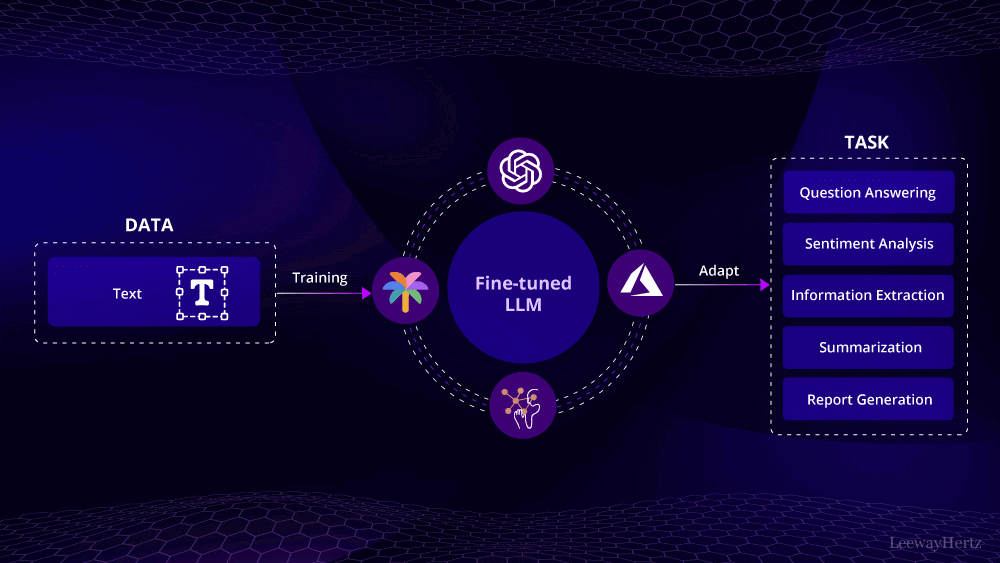 DATA
Text
T
Training
Fine-tuned
LLM
Adapt
TASK
Question Answering
Sentiment Analysis
Information Extraction
Summarization
Report Generation
LeewayHertz